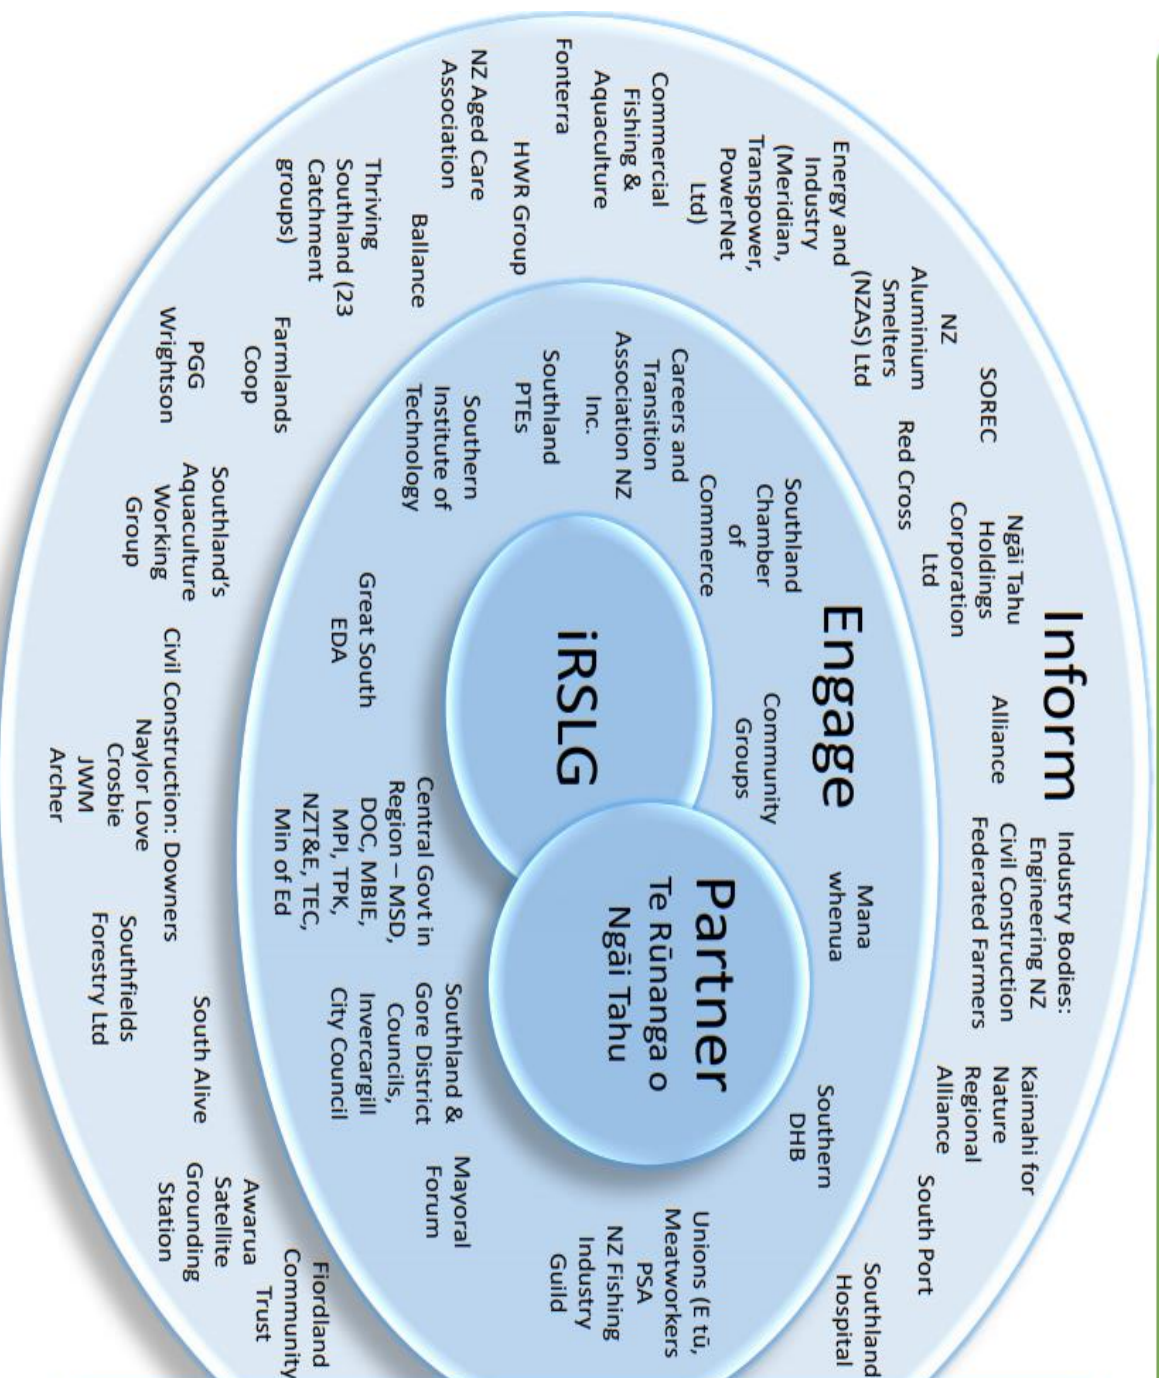 Inform
Ngāi Tahu
Holdings
Corporation
Ltd
SOREC
Red Cross
NZ
Aluminium
Smelters
(NZAS) Ltd
Energy and
Industry
(Meridian,
Transpower,
PowerNet
Ltd)
Commercial
Fishing &
Aquaculture
Fonterra
HWR Group
NZ Aged Care
Association
Ballance
Thriving
Southland (23
Catchment
groups)
Farmlands
Coop
PGG
Wrightson
Southland's
Aquaculture
Working
Group
Civil Construction: Downers
Naylor Love
Crosbie
JWM
Archer
Southfields
Forestry Ltd
South Alive
Awarua
Satellite
Grounding
Station
Fiordland
Community
Trust
Alliance
Industry Bodies:
Engineering NZ
Civil Construction
Federated Farmers
Kaimahi for
Nature
Regional
Alliance
South Port
Southland
Hospital
Engage
Southland
Chamber
of
Commerce
Careers and
Transition
Association NZ
Inc.
Southland
PTEs
Southern
Institute of
Technology
Great South
EDA
Central Govt in
Region – MSD,
DOC, MBIE,
MPI, TPK,
NZT&E, TEC,
Min of Ed
Southland &
Gore District
Councils,
Invercargill
City Council
Mayoral
Forum
Unions (E tū,
Meatworkers
PSA
NZ Fishing
Industry
Guild
Southern
DHB
Mana
whenua
Community
Groups
iRSLG
Partner
Te Rūnanga o
Ngāi Tahu